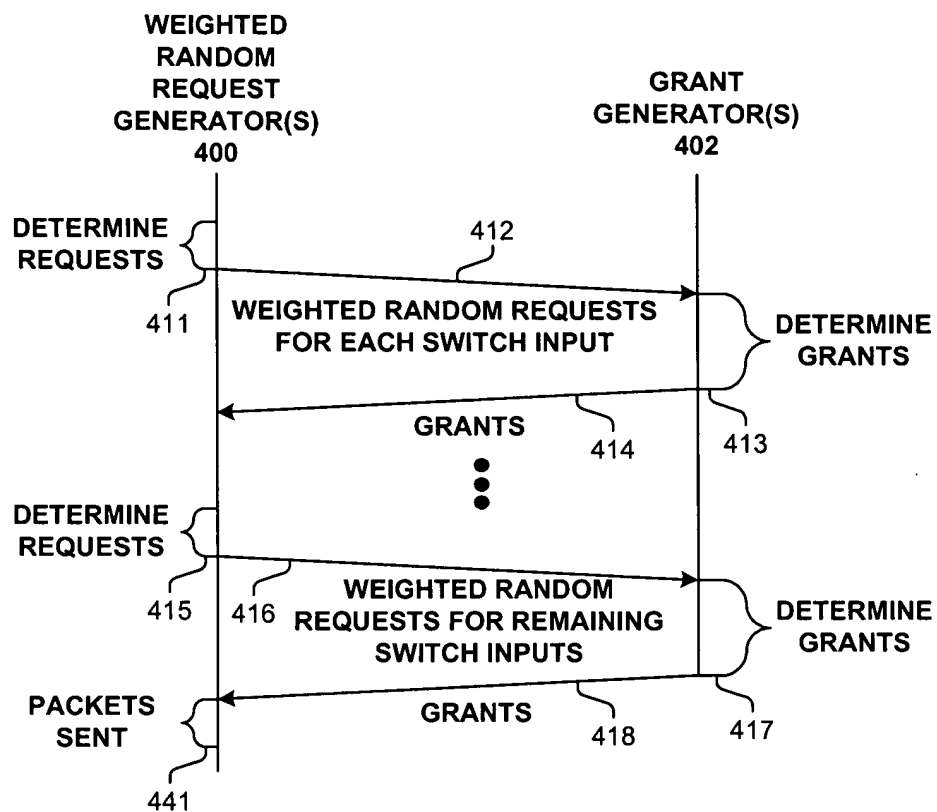 WEIGHTED
RANDOM
REQUEST
GENERATOR(S)
400
GRANT
GENERATOR(S)
402
DETERMINE
REQUESTS
411
412
WEIGHTED RANDOM REQUESTS
FOR EACH SWITCH INPUT
DETERMINE
GRANTS
GRANTS
414
413
DETERMINE
REQUESTS
415
416
WEIGHTED RANDOM
REQUESTS FOR REMAINING
SWITCH INPUTS
DETERMINE
GRANTS
PACKETS
SENT
GRANTS
418
417
441